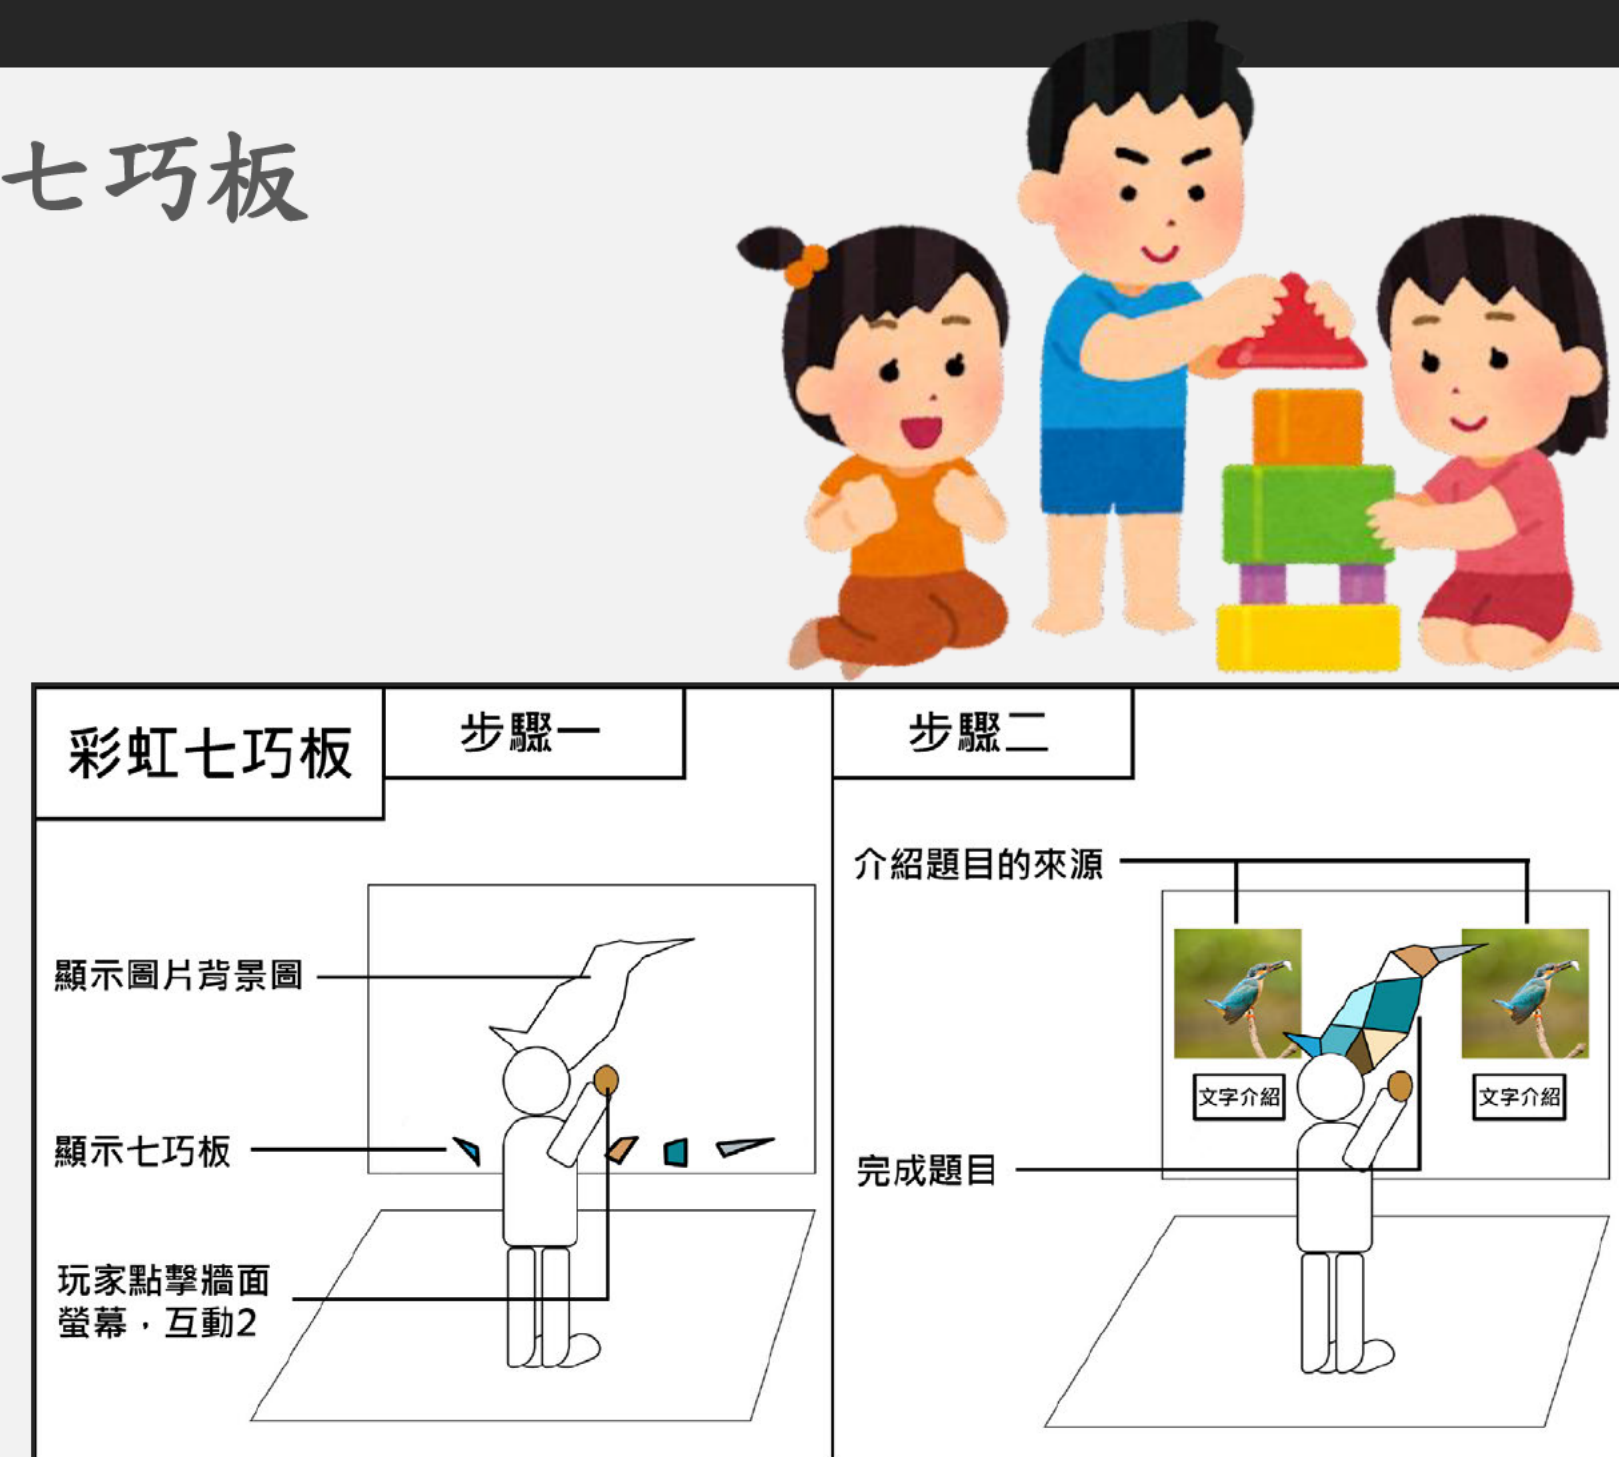 七巧板
彩虹七巧板
步驟一
顯示圖片背景圖
顯示七巧板
玩家點擊牆面
螢幕，互動2
步驟二
介紹題目的來源
文字介紹
文字介紹
完成題目